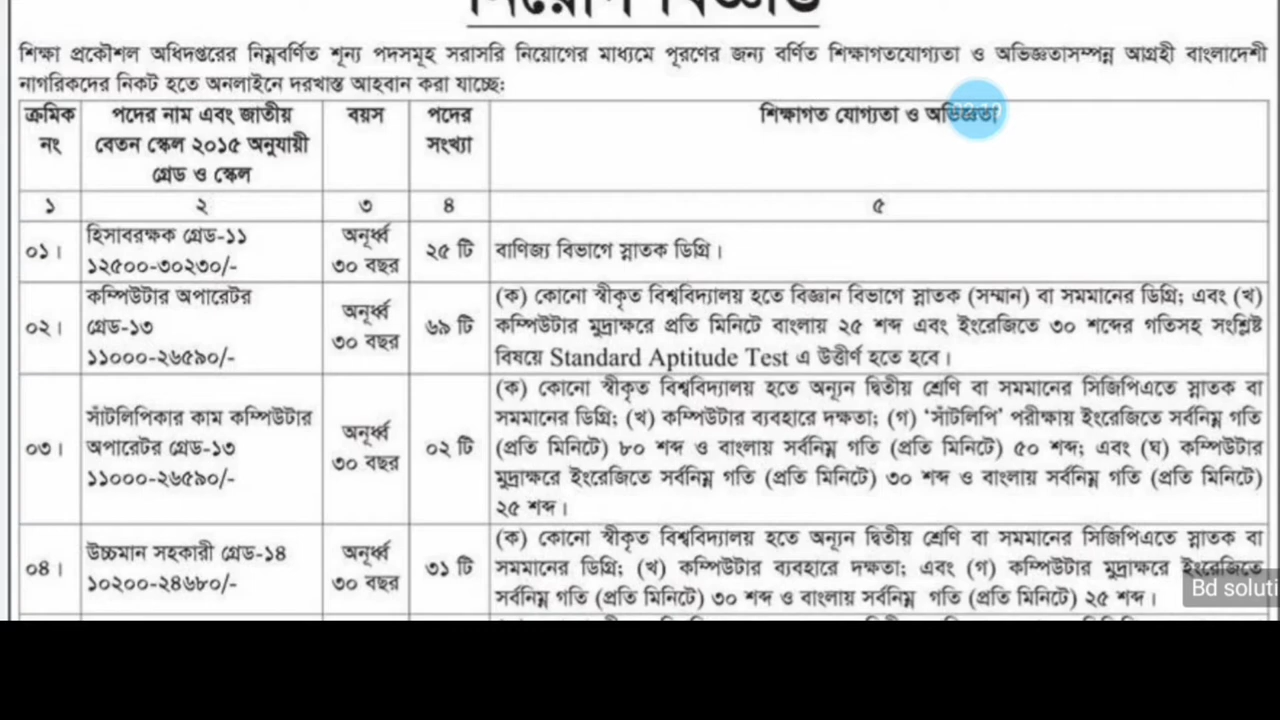 নিয়োগ বিজ্ঞপ্তি
শিক্ষা প্রকৌশল অধিদপ্তরের নিম্নবর্ণিত শূন্য পদসমূহ সরাসরি নিয়োগের মাধ্যমে পূরণের জন্য বর্ণিত শিক্ষাগতযোগ্যতা ও অভিজ্ঞতাসম্পন্ন আগ্রহী বাংলাদেশী
নাগরিকদের নিকট হতে অনলাইনে দরখাস্ত আহবান করা যাচ্ছে:
ক্রমিক নং
পদের নাম এবং জাতীয়
বেতন স্কেল ২০১৫ অনুযায়ী
গ্রেড ও স্কেল
বয়স
পদের
সংখ্যা
শিক্ষাগত যোগ্যতা ও অভিজ্ঞতা
১ ২ ৩ ৪ ৫
০১।
হিসাবরক্ষক গ্রেড-১১
১২৫০০-৩০২৩০/-
অনূর্ধ্ব
৩০ বছর
২৫ টি
বাণিজ্য বিভাগে স্নাতক ডিগ্রি।
০২।
কম্পিউটার অপারেটর
গ্রেড-১৩
১১০০০-২৬৫৯০/-
অনূর্ধ্ব
৩০ বছর
৬৯ টি
(ক) কোনো স্বীকৃত বিশ্ববিদ্যালয় হতে বিজ্ঞান বিভাগে স্নাতক (সম্মান) বা সমমানের ডিগ্রি; এবং (খ)
কম্পিউটার মুদ্রাক্ষরে প্রতি মিনিটে বাংলায় ২৫ শব্দ এবং ইংরেজিতে ৩০ শব্দের গতিসহ সংশ্লিষ্ট
বিষয়ে Standard Aptitude Test এ উত্তীর্ণ হতে হবে।
০৩।
সাঁটলিপিকার কাম কম্পিউটার
অপারেটর গ্রেড-১৩
১১০০০-২৬৫৯০/-
অনূর্ধ্ব
৩০ বছর
০২ টি
(ক) কোনো স্বীকৃত বিশ্ববিদ্যালয় হতে অন্যূন দ্বিতীয় শ্রেণি বা সমমানের সিজিপিএতে স্নাতক বা
সমমানের ডিগ্রি; (খ) কম্পিউটার ব্যবহারে দক্ষতা; (গ) 'সাঁটলিপি' পরীক্ষায় ইংরেজিতে সর্বনিম্ন গতি
(প্রতি মিনিটে) ৮০ শব্দ ও বাংলায় সর্বনিম্ন গতি (প্রতি মিনিটে) ৫০ শব্দ; এবং (ঘ) কম্পিউটার
মুদ্রাক্ষরে ইংরেজিতে সর্বনিম্ন গতি (প্রতি মিনিটে) ৩০ শব্দ ও বাংলায় সর্বনিম্ন গতি (প্রতি মিনিটে)
২৫ শব্দ।
০৪।
উচ্চমান সহকারী গ্রেড-১৪
১০২০০-২৪৬৮০/-
অনূর্ধ্ব
৩০ বছর
৩১ টি
(ক) কোনো স্বীকৃত বিশ্ববিদ্যালয় হতে অন্যূন দ্বিতীয় শ্রেণি বা সমমানের সিজিপিএতে স্নাতক বা
সমমানের ডিগ্রি; (খ) কম্পিউটার ব্যবহারে দক্ষতা; এবং (গ) কম্পিউটার মুদ্রাক্ষরে ইংরেজিতে
সর্বনিম্ন গতি (প্রতি মিনিটে) ৩০ শব্দ ও বাংলায় সর্বনিম্ন গতি (প্রতি মিনিটে) ২৫ শব্দ।
Bd soluti